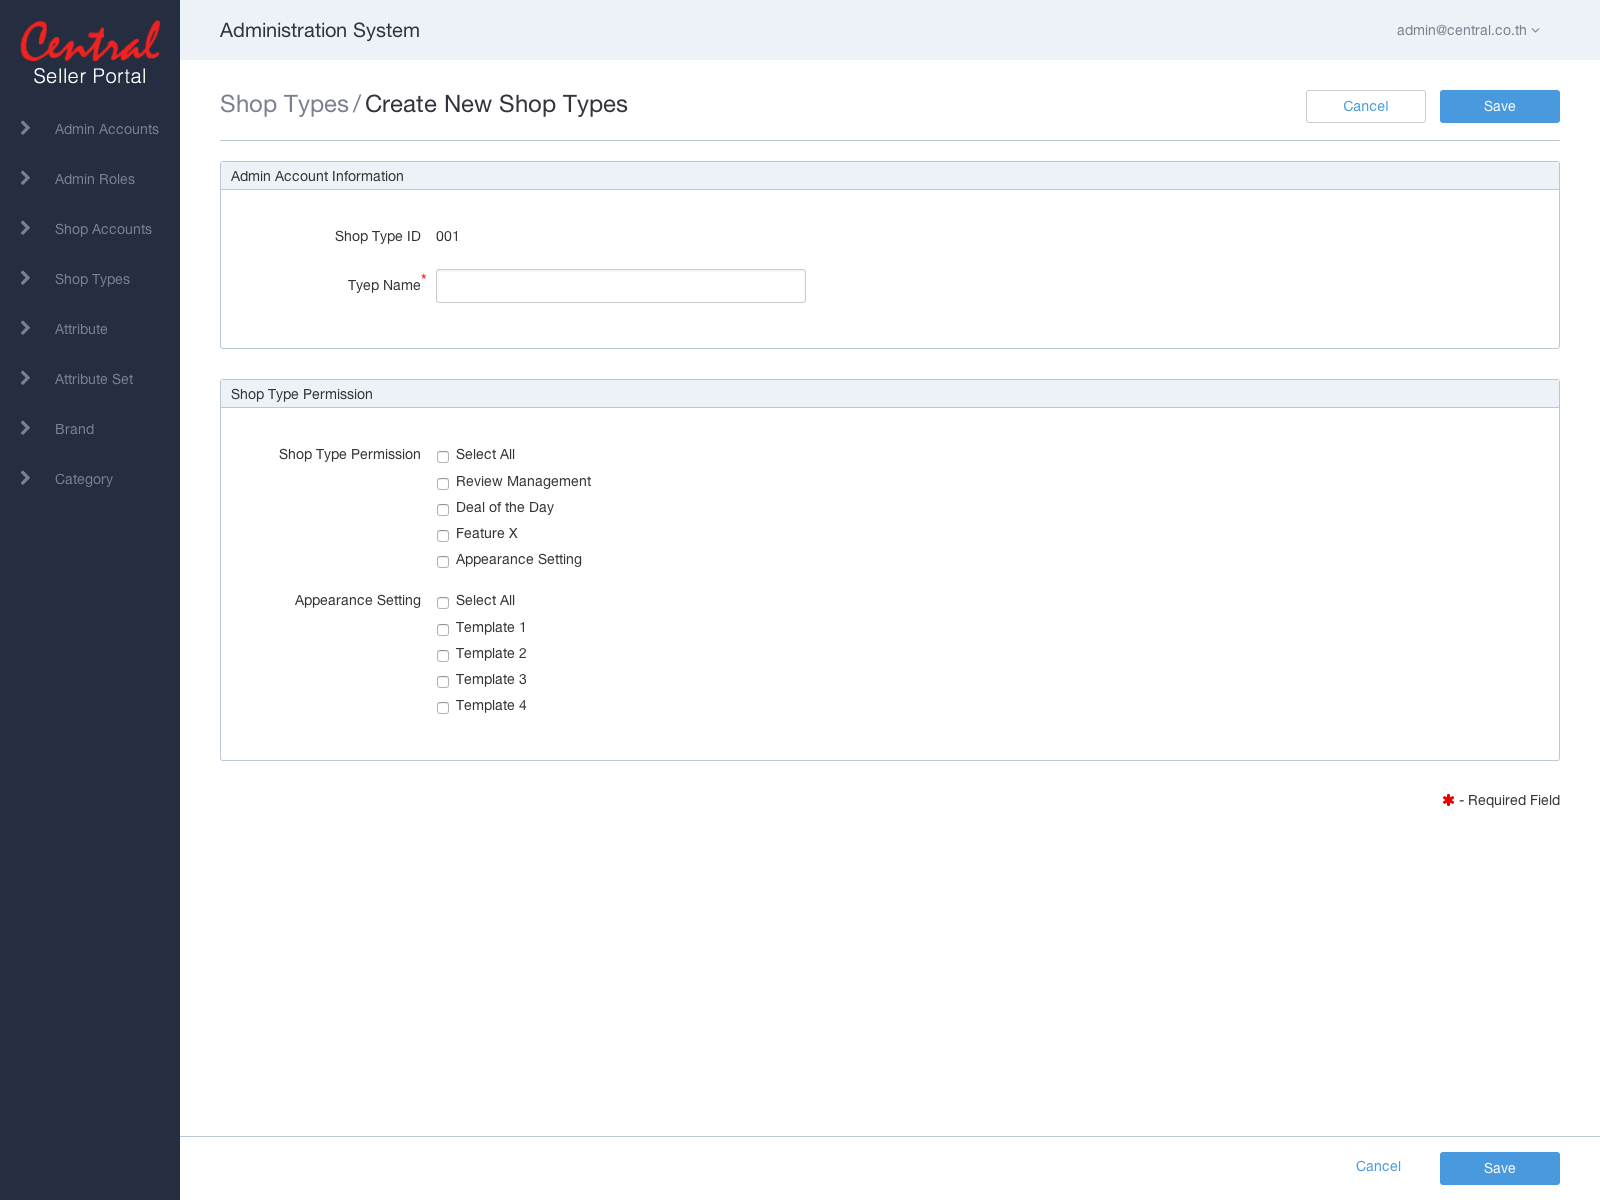 Central
Seller Portal
Admin Accounts
Admin Roles
Shop Accounts
Shop Types
Attribute
Attribute Set
Brand
Category
Administration System
admin@central.co.th
Shop Types / Create New Shop Types
Cancel
Save
Admin Account Information
Shop Type ID 001
Tyep Name*
Shop Type Permission
Shop Type Permission Select All
Review Management
Deal of the Day
Feature X
Appearance Setting
Appearance Setting Select All
Template 1
Template 2
Template 3
Template 4
* - Required Field
Cancel
Save